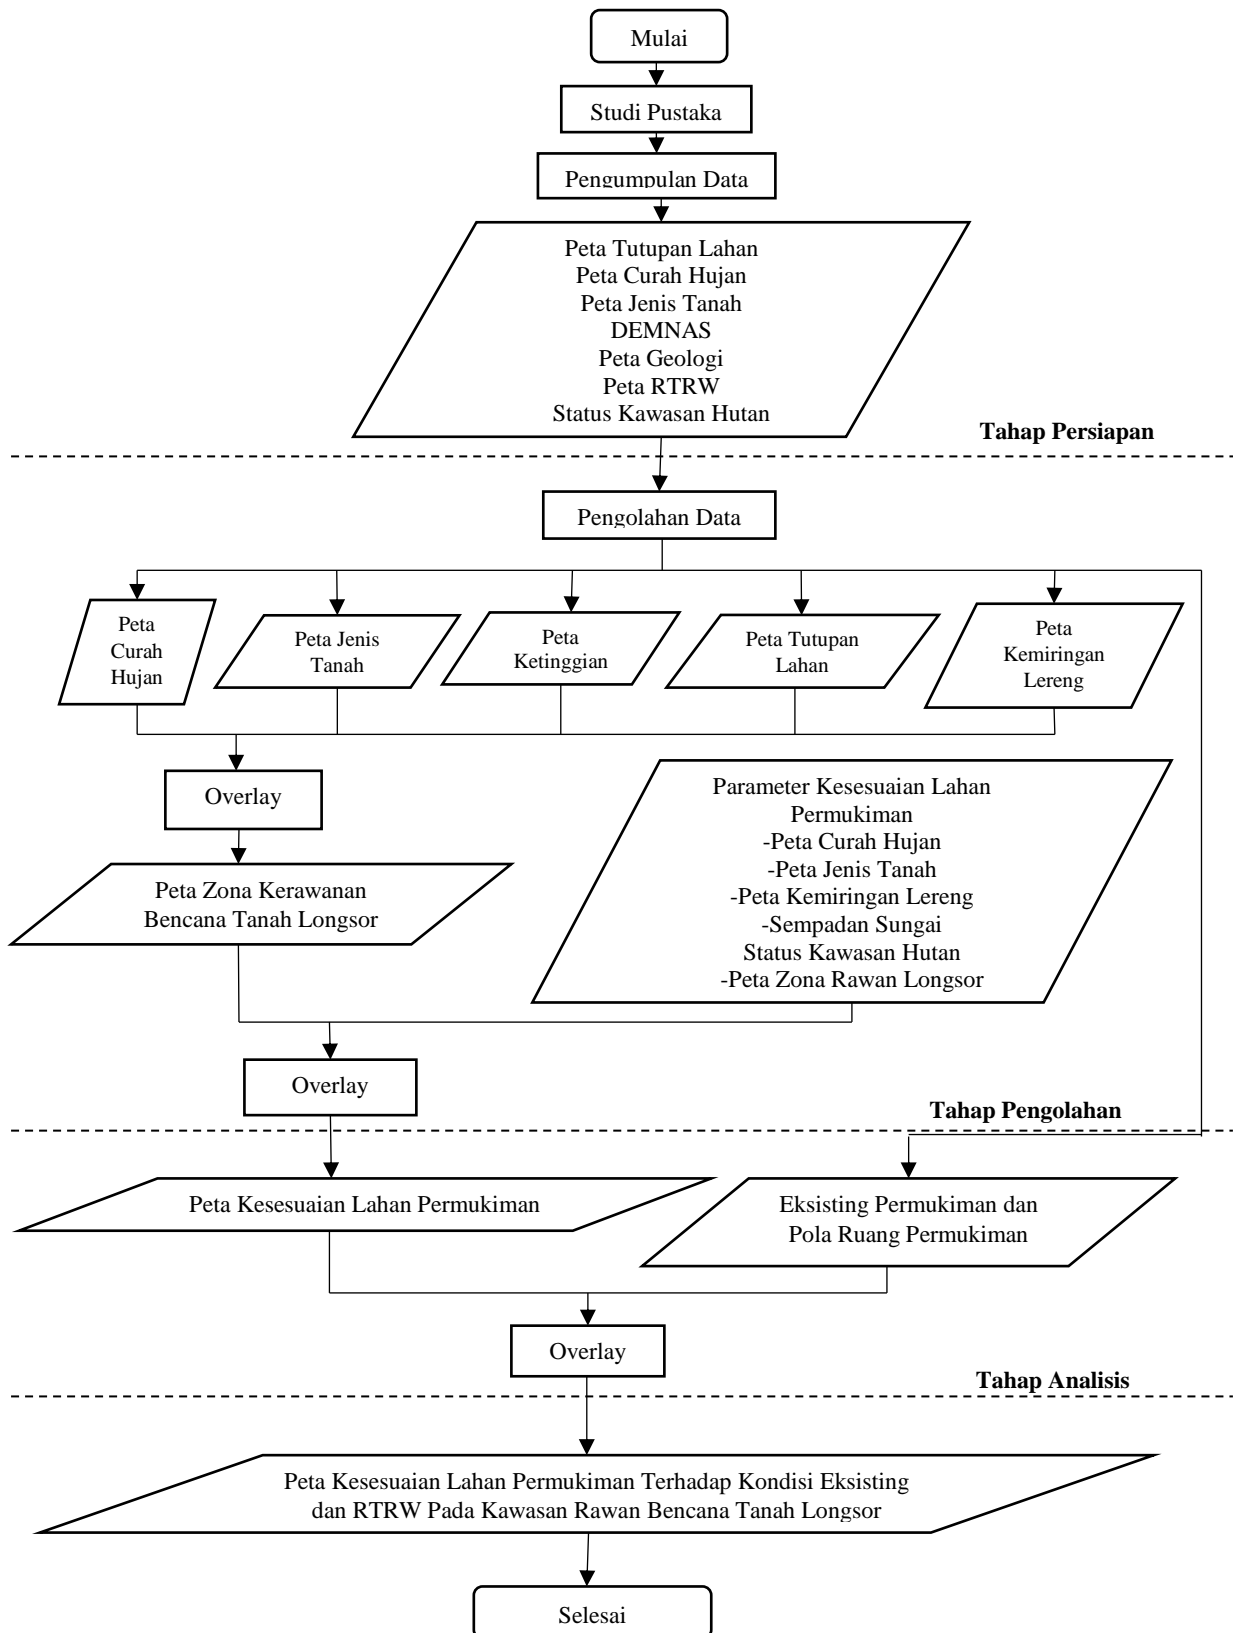 Mulai
Studi Pustaka
Pengumpulan Data
Peta Tutupan Lahan
Peta Curah Hujan
Peta Jenis Tanah
DEMNAS
Peta Geologi
Peta RTRW
Status Kawasan Hutan
Tahap Persiapan
Pengolahan Data
Peta
Curah
Hujan
Peta Jenis
Tanah
Peta
Ketinggian
Peta Tutupan
Lahan
Peta
Kemiringan
Lereng
Overlay
Parameter Kesesuaian Lahan
Permukiman
-Peta Curah Hujan
-Peta Jenis Tanah
-Peta Kemiringan Lereng
-Sempadan Sungai
Status Kawasan Hutan
-Peta Zona Rawan Longsor
Peta Zona Kerawanan
Bencana Tanah Longsor
Overlay
Tahap Pengolahan
Peta Kesesuaian Lahan Permukiman
Eksisting Permukiman dan
Pola Ruang Permukiman
Overlay
Tahap Analisis
Peta Kesesuaian Lahan Permukiman Terhadap Kondisi Eksisting
dan RTRW Pada Kawasan Rawan Bencana Tanah Longsor
Selesai